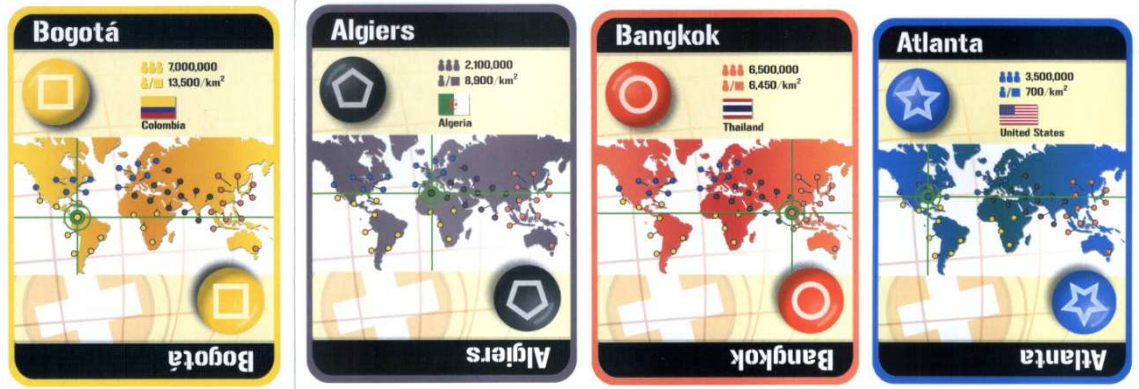 Bogotá
7,000,000
13,500/km²
Colombia
Bogotá
Algiers
2,100,000
8,900/km²
Algeria
Algiers
Bangkok
6,500,000
6,450/km²
Thailand
Bangkok
Atlanta
3,500,000
700/km²
United States
Atlanta